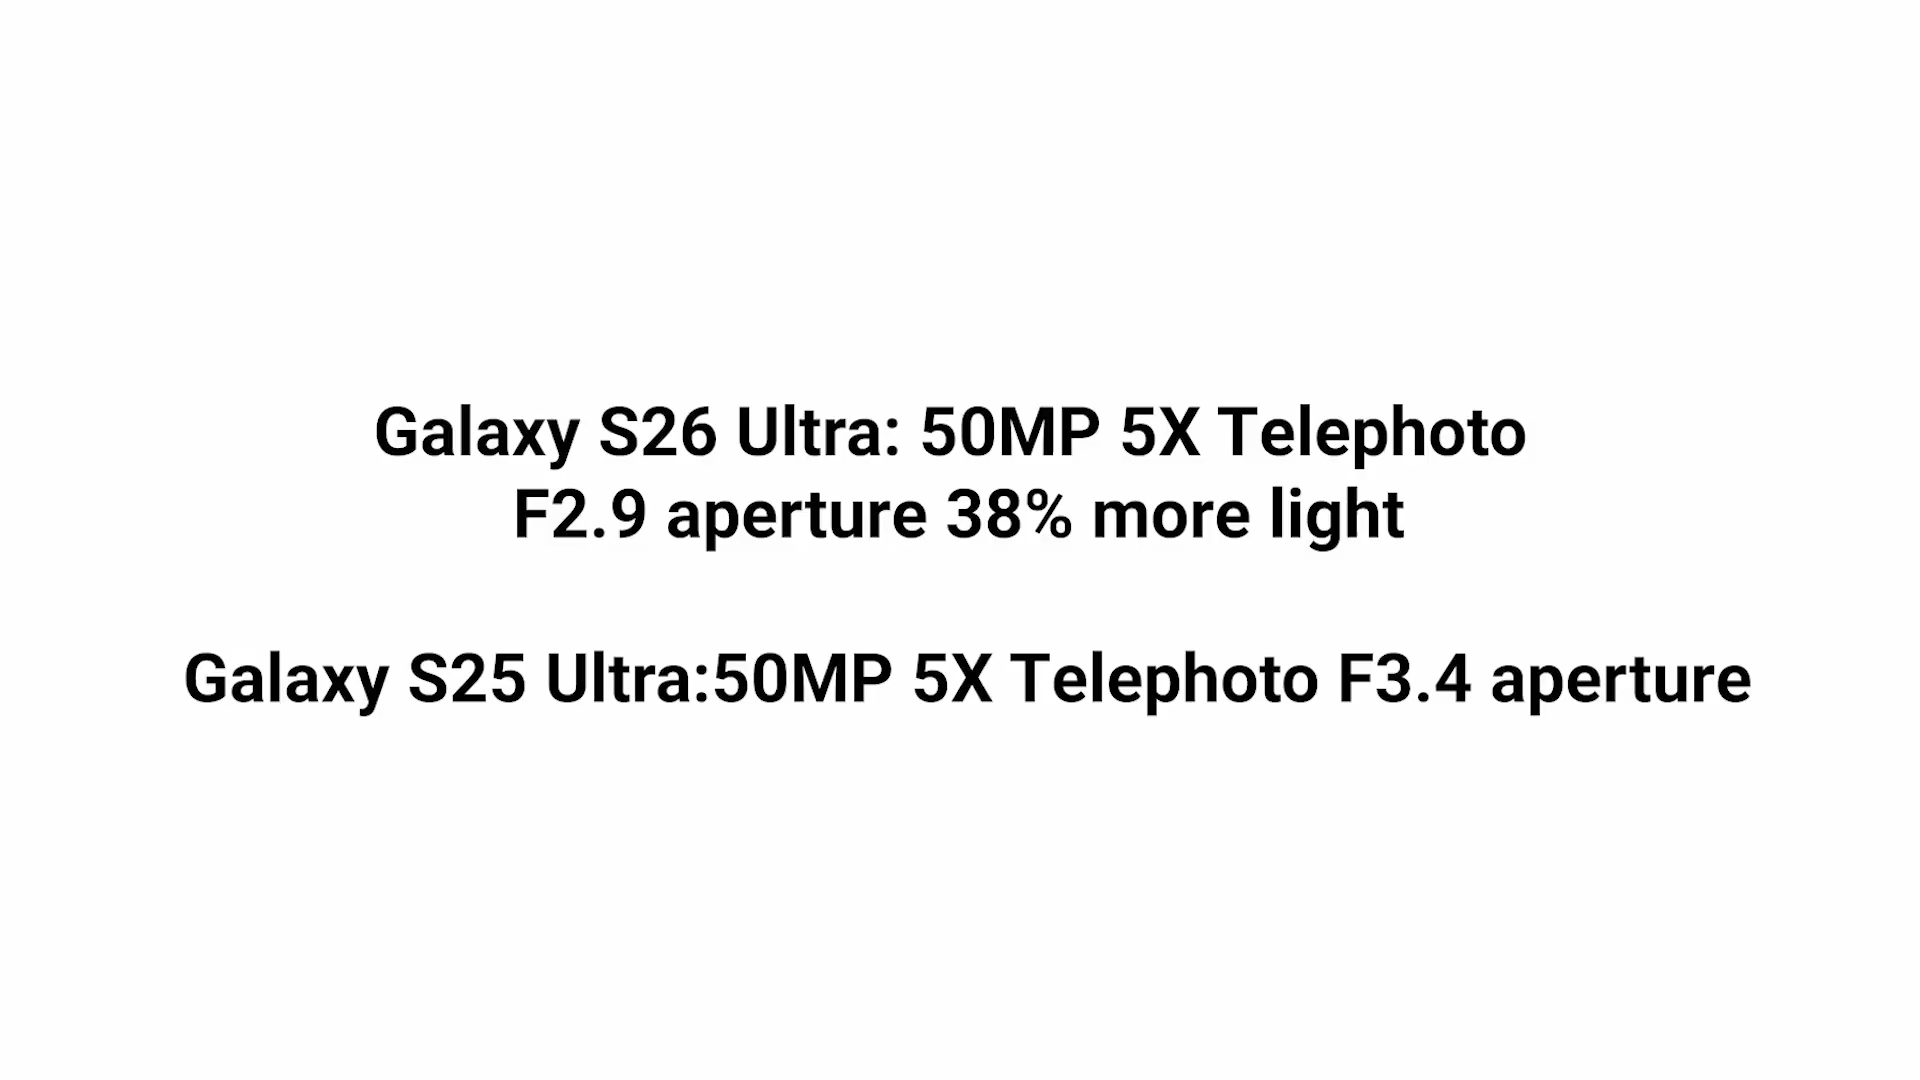 Galaxy S26 Ultra: 50MP 5X Telephoto
F2.9 aperture 38% more light
Galaxy S25 Ultra:50MP 5X Telephoto F3.4 aperture